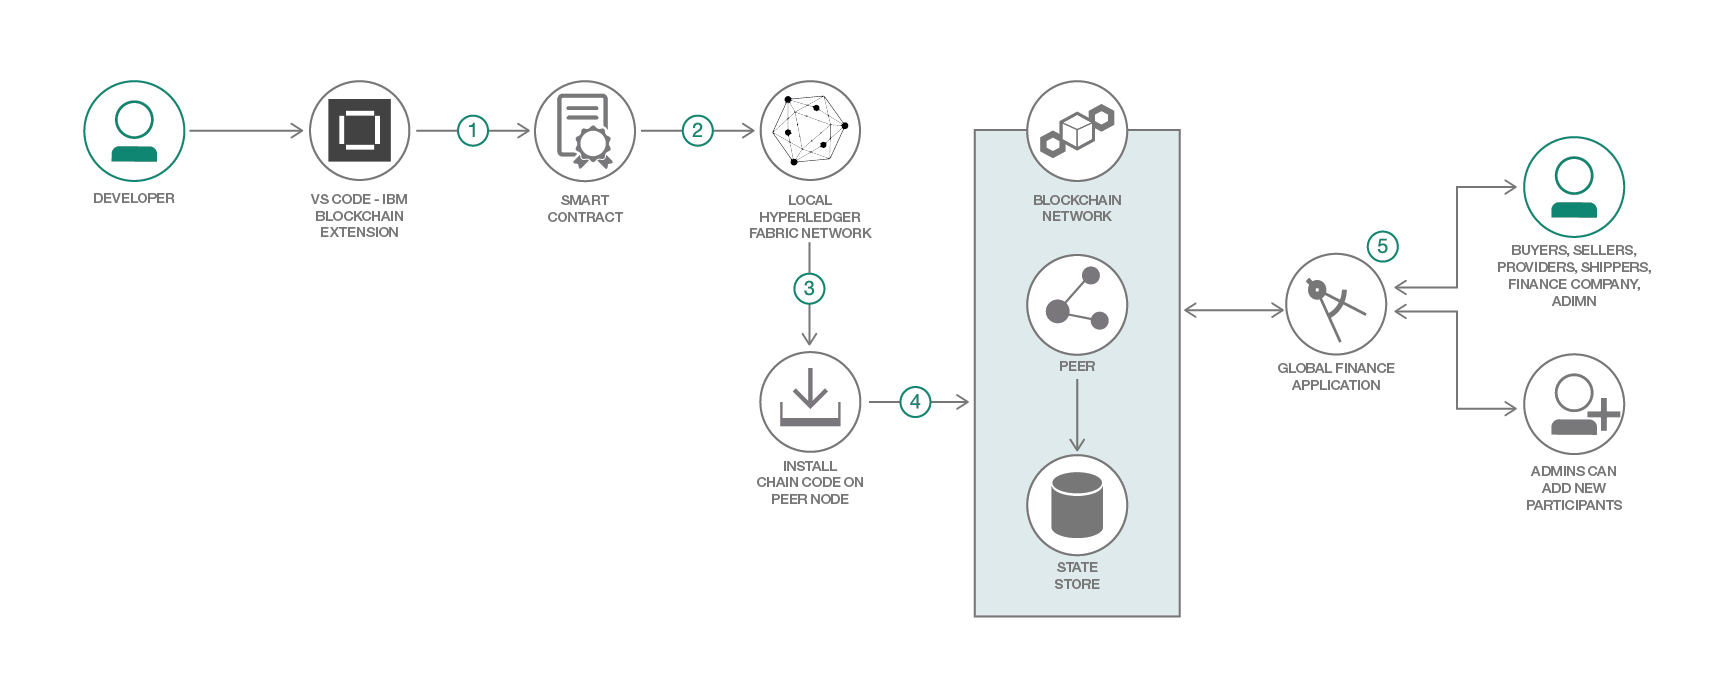 DEVELOPER
VS CODE - IBM
BLOCKCHAIN
EXTENSION
1
SMART
CONTRACT
2
LOCAL
HYPERLEDGER
FABRIC NETWORK
3
INSTALL
CHAIN CODE ON
PEER NODE
4
BLOCKCHAIN
NETWORK
PEER
STATE
STORE
5
GLOBAL FINANCE
APPLICATION
BUYERS, SELLERS,
PROVIDERS, SHIPPERS,
FINANCE COMPANY,
ADIMN
ADMINS CAN
ADD NEW
PARTICIPANTS